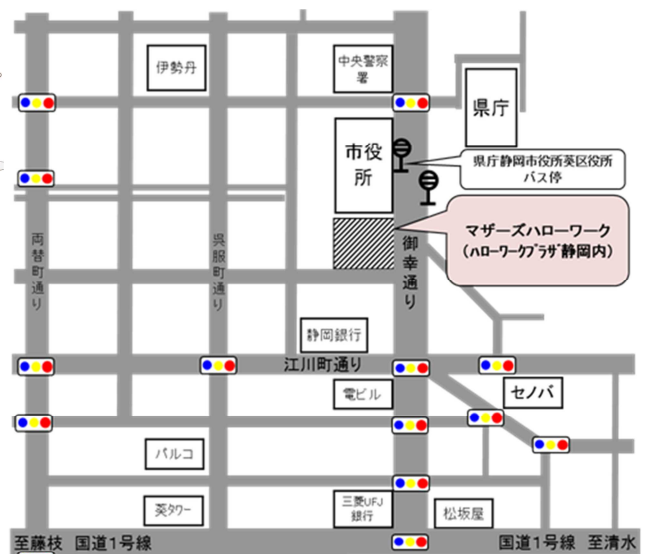 伊勢丹
中央警察
署
県庁
市役
所
県庁静岡市役所葵区役所
バス停
マザーズハローワーク
(ハローワークプラザ静岡内)
両替町通り
呉服町通り
御幸通り
静岡銀行
江川町通り
電ビル
セノバ
パルコ
葵タワー
三菱UFJ
銀行
松坂屋
至藤枝 国道1号線
国道1号線 至清水